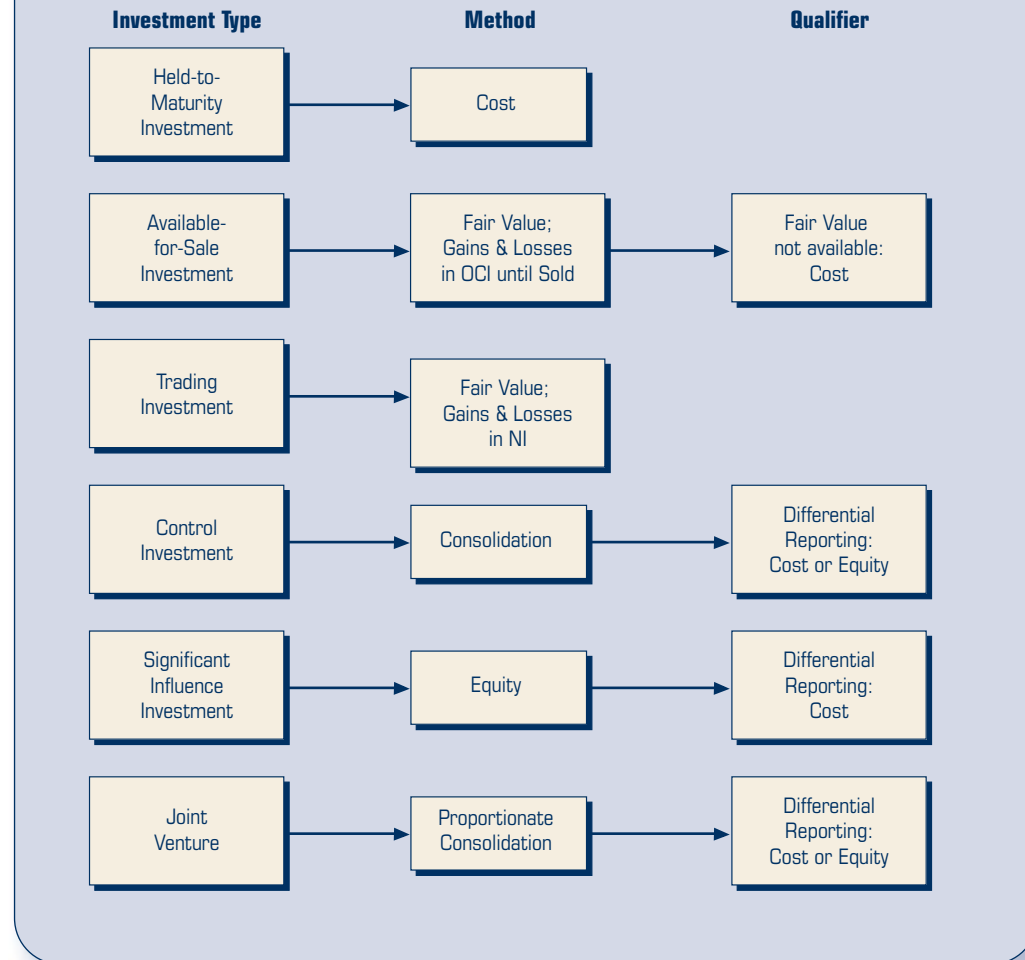 Investment Type
Method
Qualifier
Held-to-
Maturity
Investment
Cost
Available-
for-Sale
Investment
Fair Value;
Gains & Losses
in OCI until Sold
Fair Value
not available:
Cost
Trading
Investment
Fair Value;
Gains & Losses
in NI
Control
Investment
Consolidation
Differential
Reporting:
Cost or Equity
Significant
Influence
Investment
Equity
Differential
Reporting:
Cost
Joint
Venture
Proportionate
Consolidation
Differential
Reporting:
Cost or Equity